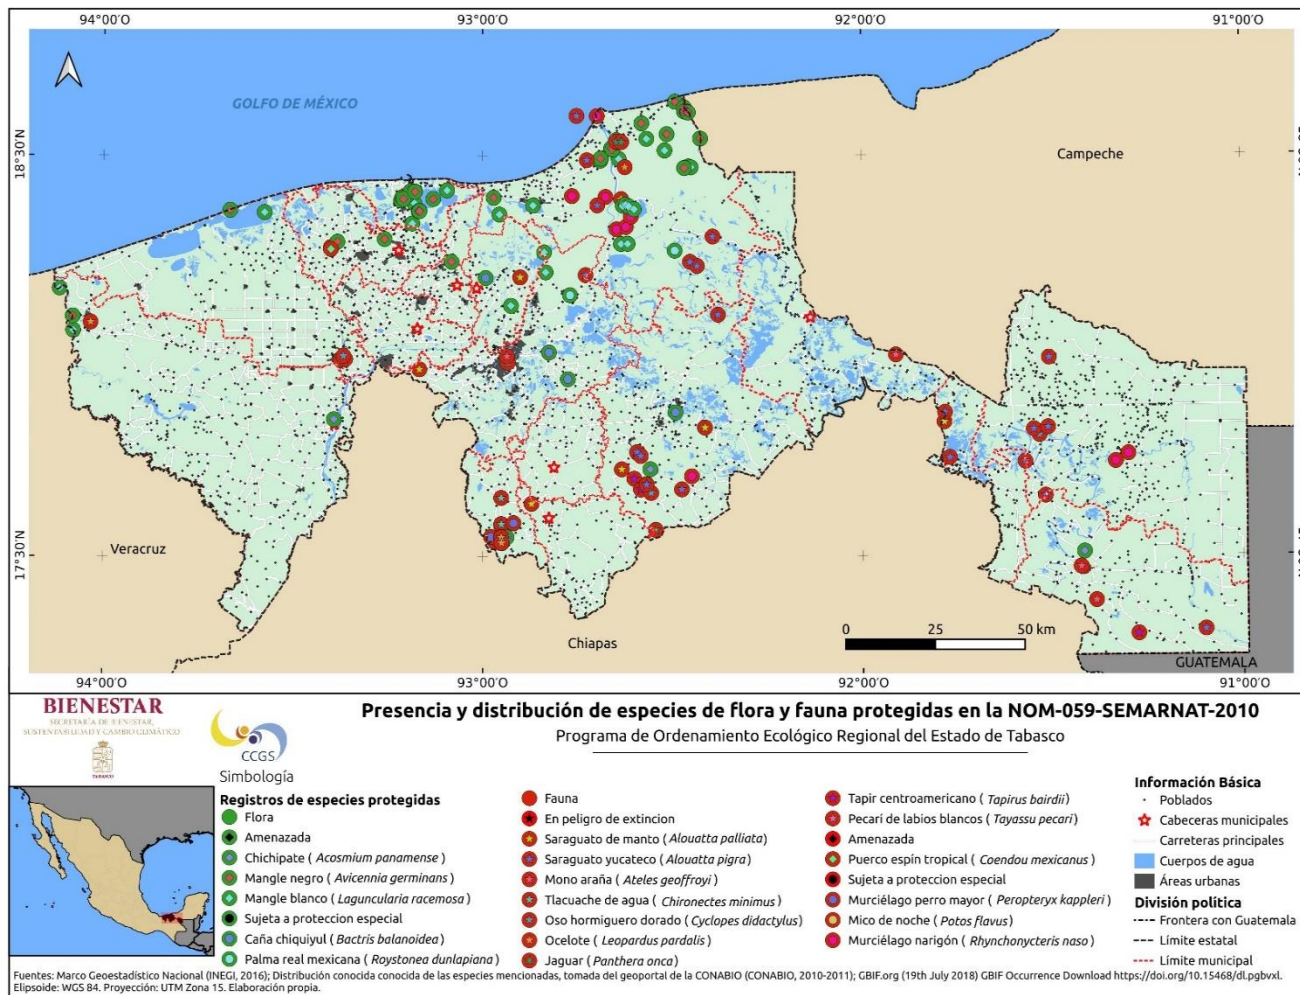 94°00'O 93°00'O 92°00'O 91°00'O
GOLFO DE MÉXICO
18°30'N
Campeche
Veracruz
17°30'N
Chiapas
0 25 50 km
GUATEMALA
94°00'O 93°00'O 92°00'O 91°00'O
BIENESTAR
SECRETARÍA DE BIENESTAR,
SUSTENTABILIDAD Y CAMBIO CLIMÁTICO
TABASCO
CCGS
Presencia y distribución de especies de flora y fauna protegidas en la NOM-059-SEMARNAT-2010
Programa de Ordenamiento Ecológico Regional del Estado de Tabasco
Simbología
Registros de especies protegidas
Flora
Amenazada
Chichipate ( Acosmium panamense )
Mangle negro ( Avicennia germinans )
Mangle blanco ( Laguncularia racemosa )
Sujeta a proteccion especial
Caña chiquiyul ( Bactris balanoidea )
Palma real mexicana ( Roystonea dunlapiana )
Fauna
En peligro de extincion
Saraguato de manto ( Alouatta palliata )
Saraguato yucateco ( Alouatta pigra )
Mono araña ( Ateles geoffroyi )
Tlacuache de agua ( Chironectes minimus )
Oso hormiguero dorado ( Cyclopes didactylus )
Ocelote ( Leopardus pardalis )
Jaguar ( Panthera onca )
Tapir centroamericano ( Tapirus bairdii )
Pecarí de labios blancos ( Tayassu pecari )
Amenazada
Puerco espín tropical ( Coendou mexicanus )
Sujeta a proteccion especial
Murciélago perro mayor ( Peropteryx kappleri )
Mico de noche ( Potos flavus )
Murciélago narigón ( Rhynchonycteris naso )
Información Básica
Poblados
Cabeceras municipales
Carreteras principales
Cuerpos de agua
Áreas urbanas
División política
Frontera con Guatemala
Límite estatal
Límite municipal
Fuentes: Marco Geoestadístico Nacional (INEGI, 2016); Distribución conocida conocida de las especies mencionadas, tomada del geoportal de la CONABIO (CONABIO, 2010-2011); GBIF.org (19th July 2018) GBIF Occurrence Download https://doi.org/10.15468/dl.pgbvxl.
Elipsoide: WGS 84. Proyección: UTM Zona 15. Elaboración propia.